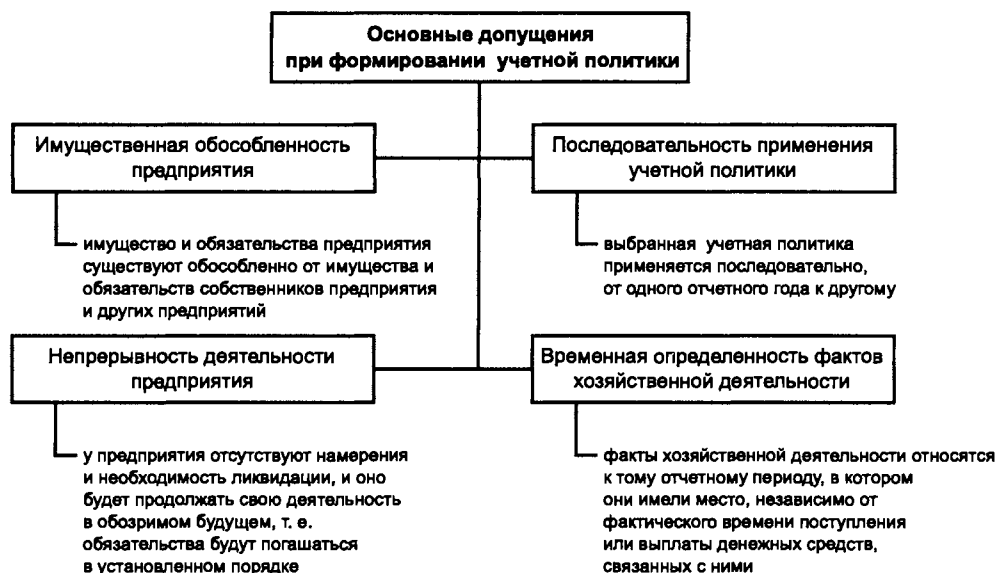 Основные допущения
при формировании учетной политики
Имущественная обособленность
предприятия
имущество и обязательства предприятия
существуют обособленно от имущества и
обязательств собственников предприятия
и других предприятий
Последовательность применения
учетной политики
выбранная учетная политика
применяется последовательно,
от одного отчетного года к другому
Непрерывность деятельности
предприятия
у предприятия отсутствуют намерения
и необходимость ликвидации, и оно
будет продолжать свою деятельность
в обозримом будущем, т. е.
обязательства будут погашаться
в установленном порядке
Временная определенность фактов
хозяйственной деятельности
факты хозяйственной деятельности относятся
к тому отчетному периоду, в котором
они имели место, независимо от
фактического времени поступления
или выплаты денежных средств,
связанных с ними